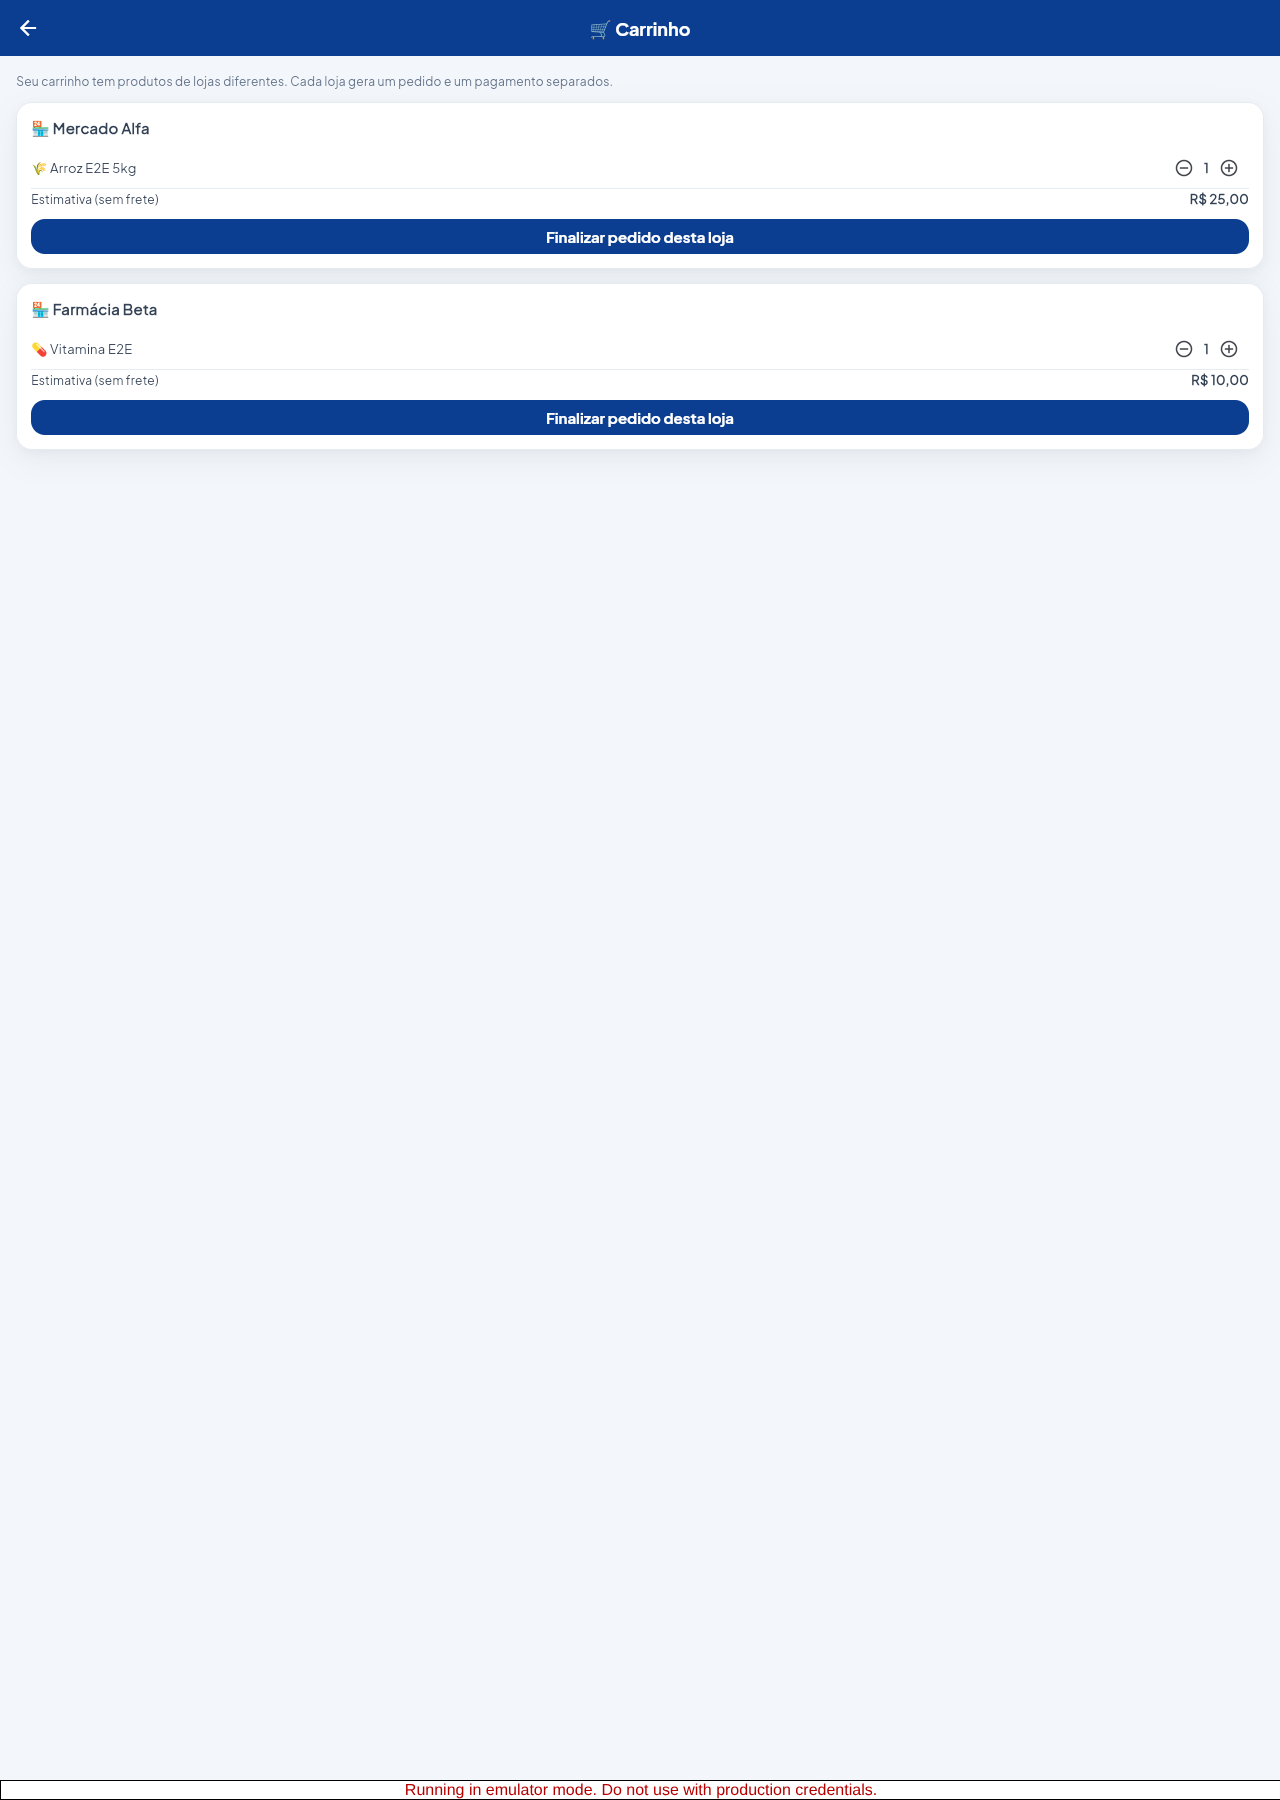 🛒 Carrinho
Seu carrinho tem produtos de lojas diferentes. Cada loja gera um pedido e um pagamento separados.
🏪 Mercado Alfa
🌾 Arroz E2E 5kg
1
Estimativa (sem frete)
R$ 25,00
Finalizar pedido desta loja
🏪 Farmácia Beta
💊 Vitamina E2E
1
Estimativa (sem frete)
R$ 10,00
Finalizar pedido desta loja
Running in emulator mode. Do not use with production credentials.